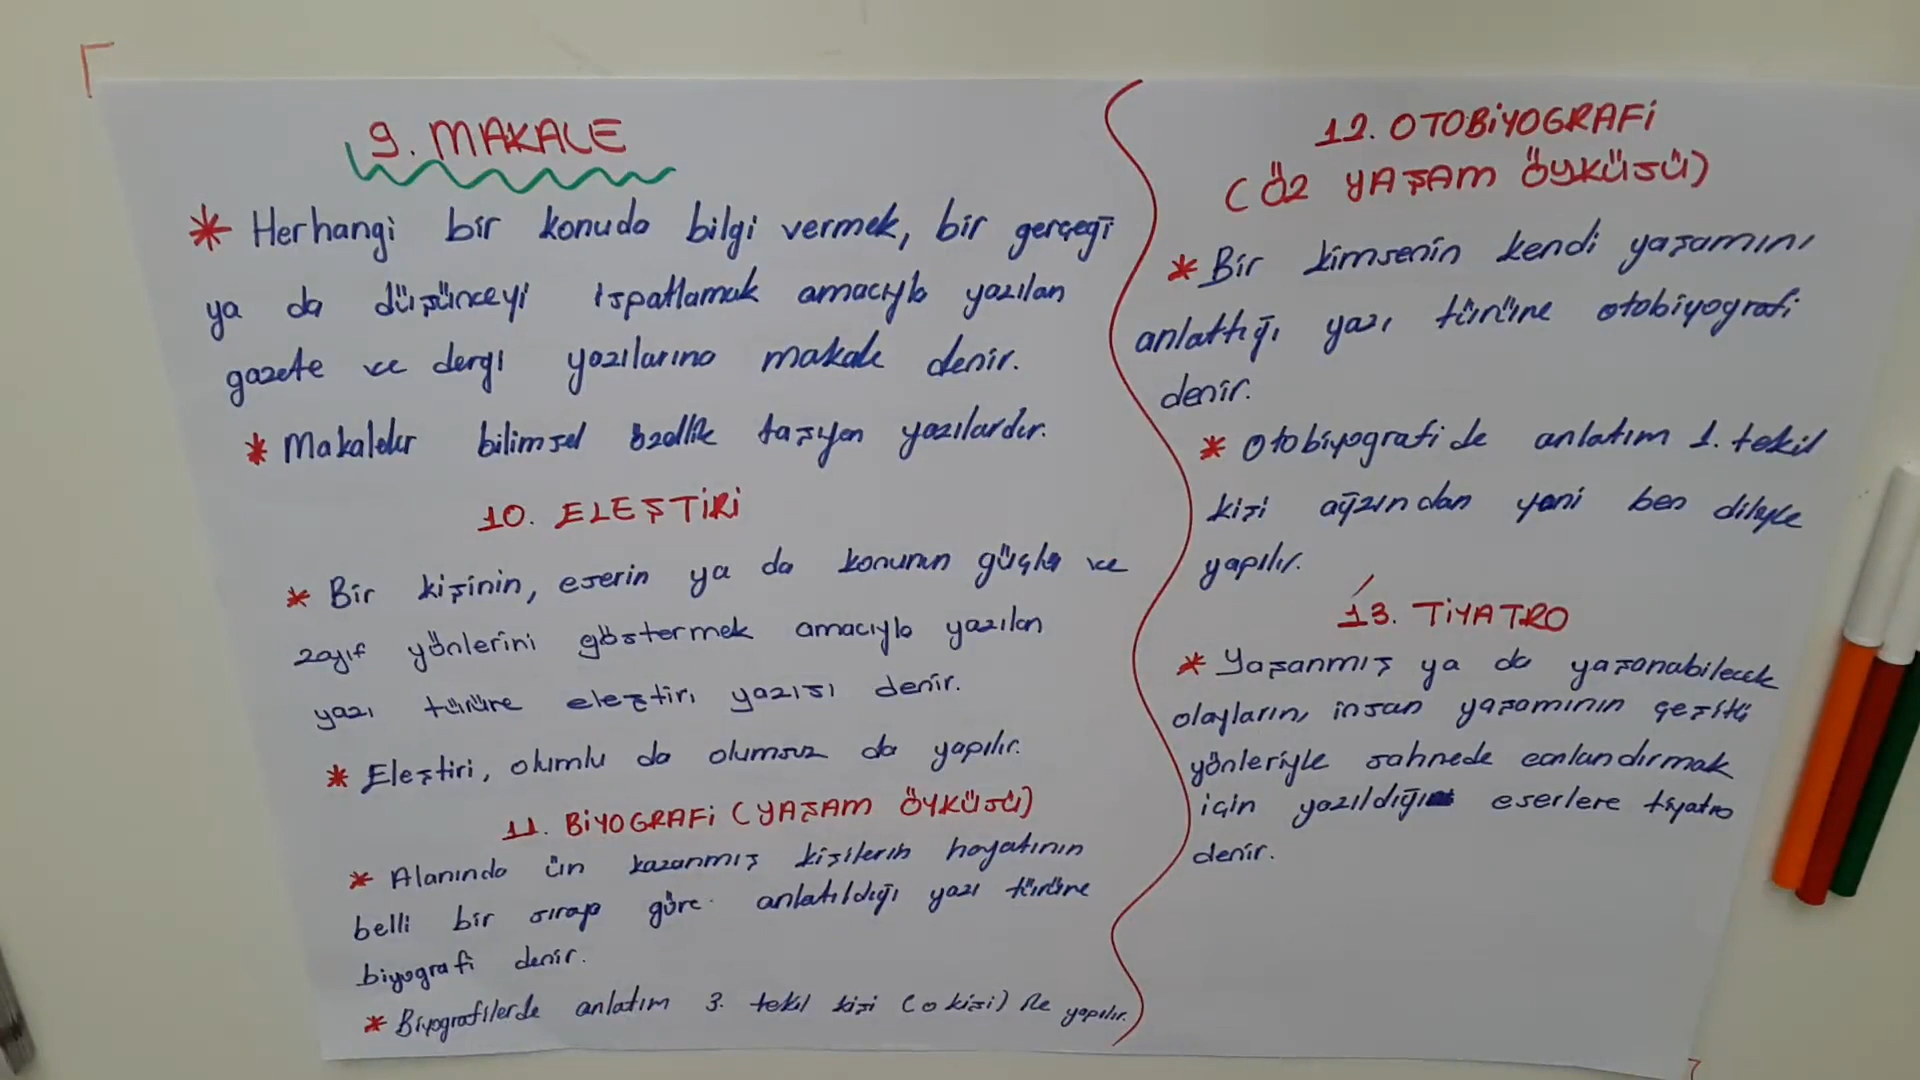 9. MAKALE
* Herhangi bir konuda bilgi vermek, bir gerçeği
ya da düşünceyi ispatlamak amacıyla yazılan
gazete ve dergi yazılarına makale denir.
* Makaleler bilimsel özellik taşıyan yazılardır.
10. ELEŞTİRİ
* Bir kişinin, eserin ya da konunun güçlü ve
zayıf yönlerini göstermek amacıyla yazılan
yazı türüne eleştiri yazısı denir.
* Eleştiri, olumlu da olumsuz da yapılır.
11. BİYOGRAFİ (YAŞAM ÖYKÜSÜ)
* Alanında ün kazanmış kişilerin hayatının
belli bir sıraya göre anlatıldığı yazı türüne
biyografi denir.
* Biyografilerde anlatım 3. tekil kişi (o kişi) ile yapılır.
12. OTOBİYOGRAFİ
(ÖZ YAŞAM ÖYKÜSÜ)
* Bir kimsenin kendi yaşamını
anlattığı yazı türüne otobiyografi
denir.
* Otobiyografide anlatım 1. tekil
kişi ağzından yani ben diliyle
yapılır.
13. TİYATRO
* Yaşanmış ya da yaşanabilecek
olayların, insan yaşamının çeşitli
yönleriyle sahnede canlandırmak
için yazıldığı eserlere tiyatro
denir.